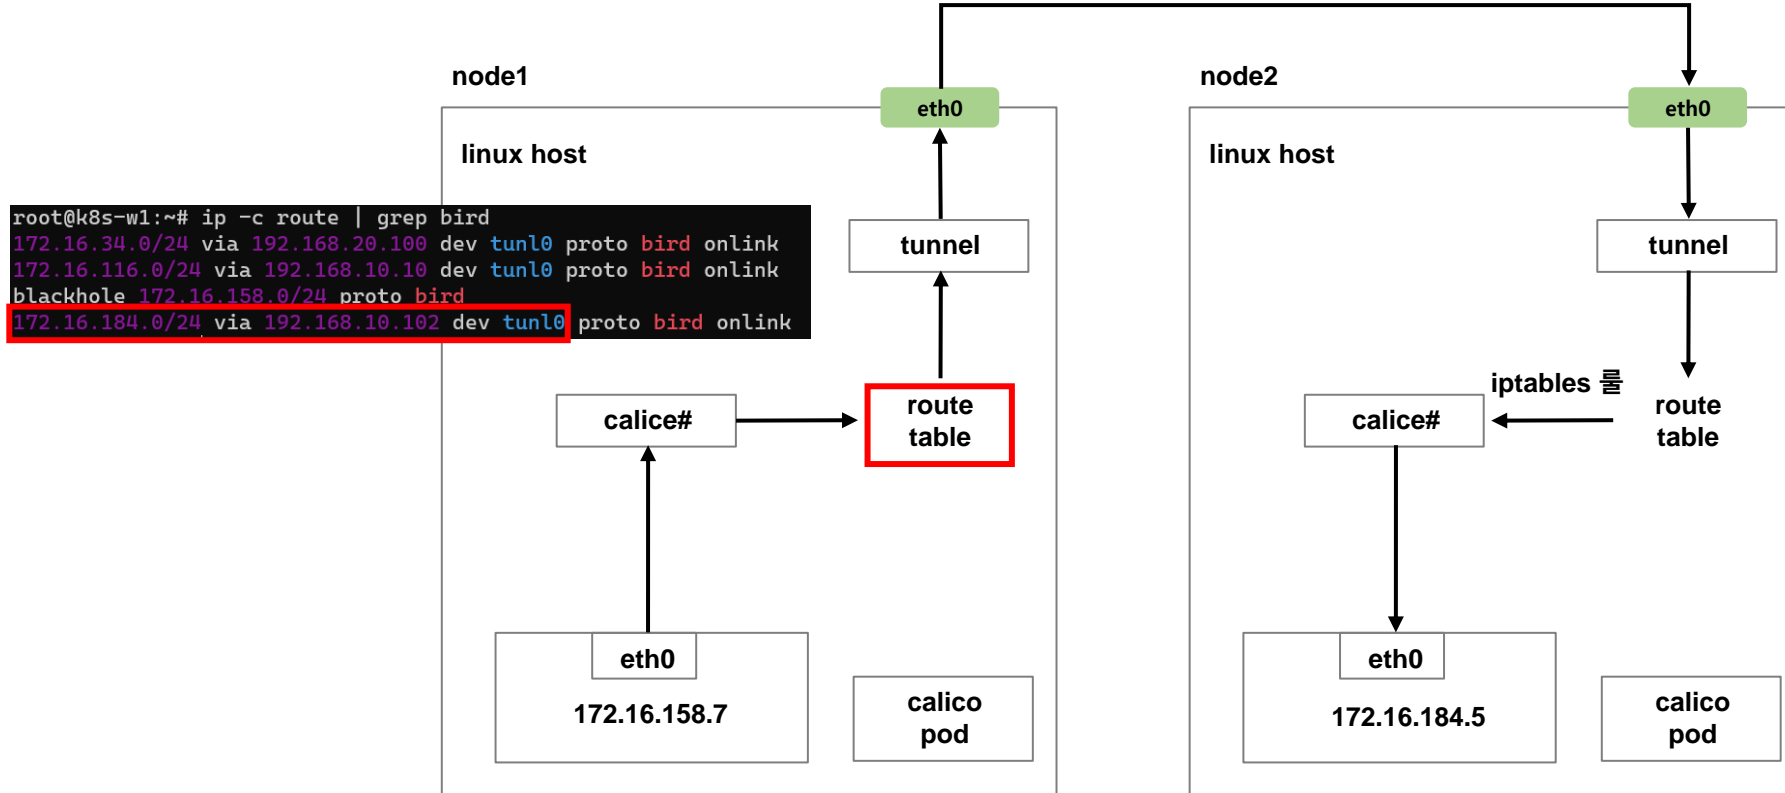 node1
eth0
linux host
root@k8s-w1:~# ip -c route | grep bird
172.16.34.0/24 via 192.168.20.100 dev tunl0 proto bird onlink
172.16.116.0/24 via 192.168.10.10 dev tunl0 proto bird onlink
blackhole 172.16.158.0/24 proto bird
172.16.184.0/24 via 192.168.10.102 dev tunl0 proto bird onlink
tunnel
calice#
route
table
eth0
172.16.158.7
calico
pod
node2
eth0
linux host
tunnel
iptables 룰
calice#
route
table
eth0
172.16.184.5
calico
pod